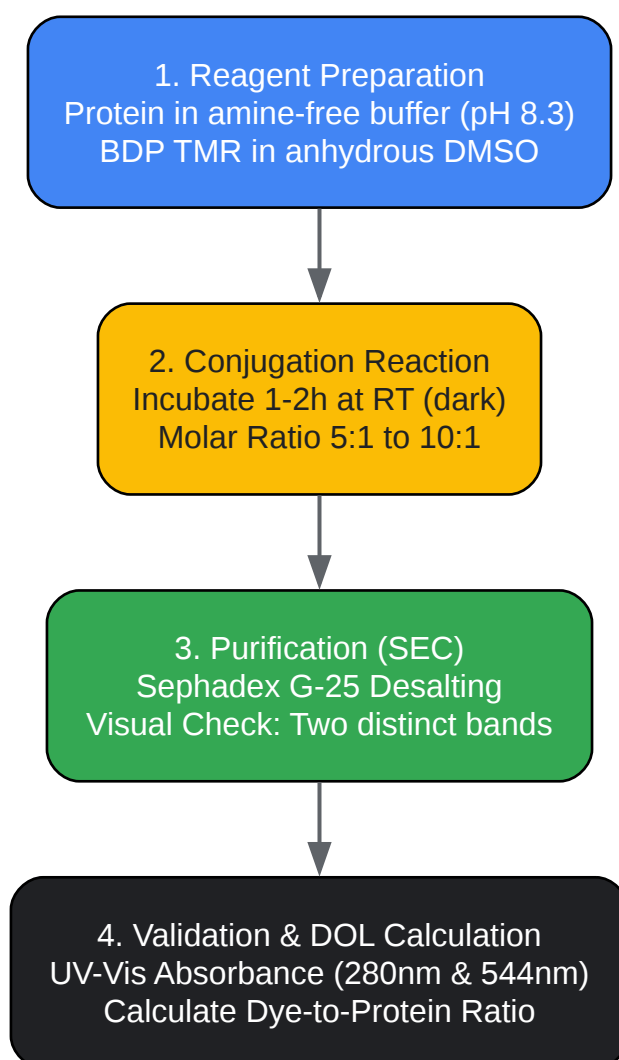 1. Reagent Preparation
Protein in amine-free buffer (pH 8.3)
BDP TMR in anhydrous DMSO
2. Conjugation Reaction
Incubate 1-2h at RT (dark)
Molar Ratio 5:1 to 10:1
3. Purification (SEC)
Sephadex G-25 Desalting
Visual Check: Two distinct bands
4. Validation & DOL Calculation
UV-Vis Absorbance (280nm & 544nm)
Calculate Dye-to-Protein Ratio